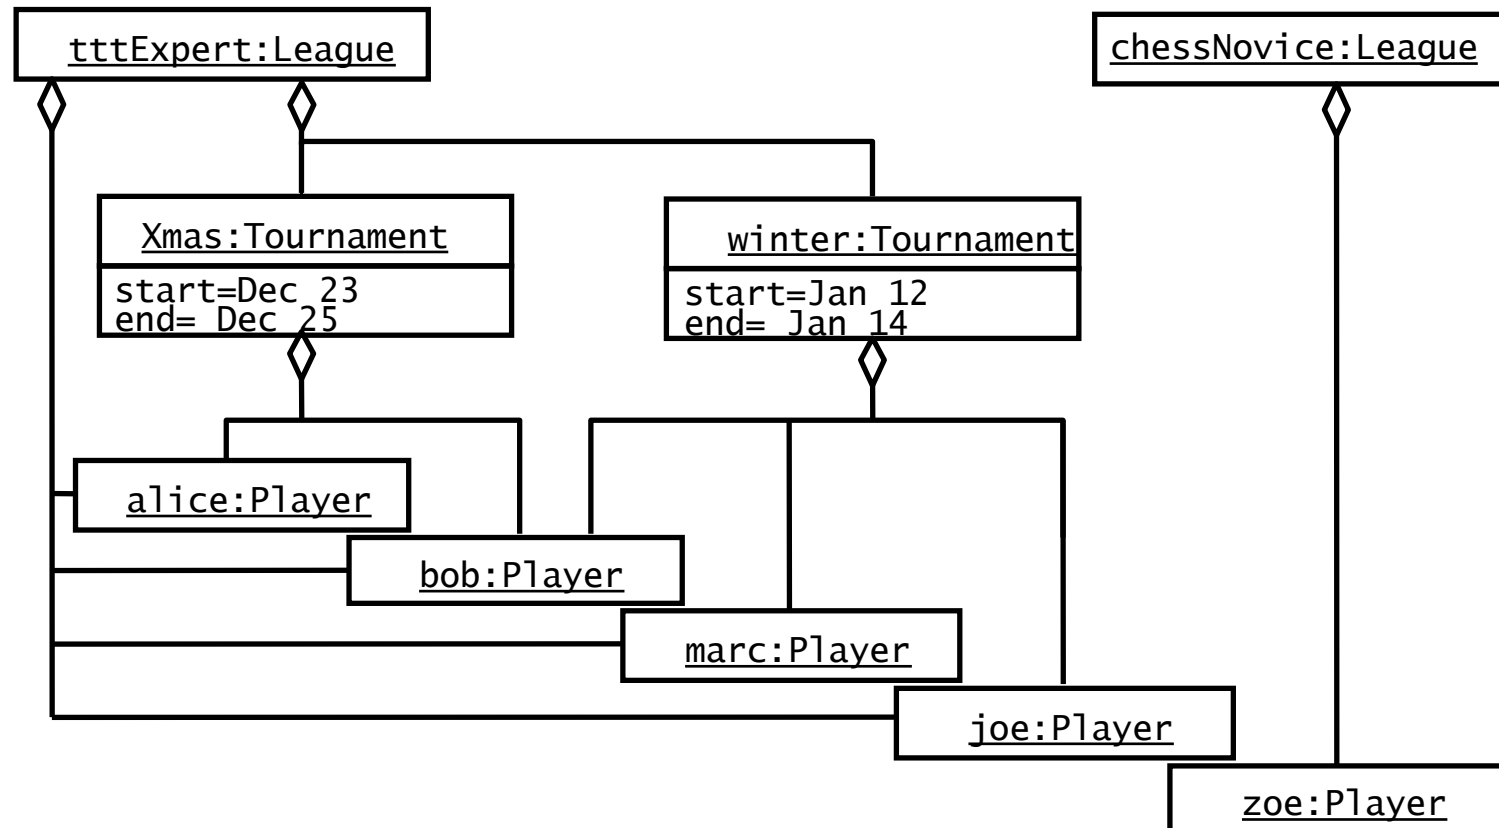 tttExpert:League
chessNovice:League
Xmas:Tournament
start=Dec 23
end= Dec 25
winter:Tournament
start=Jan 12
end= Jan 14
alice:Player
bob:Player
marc:Player
joe:Player
zoe:Player